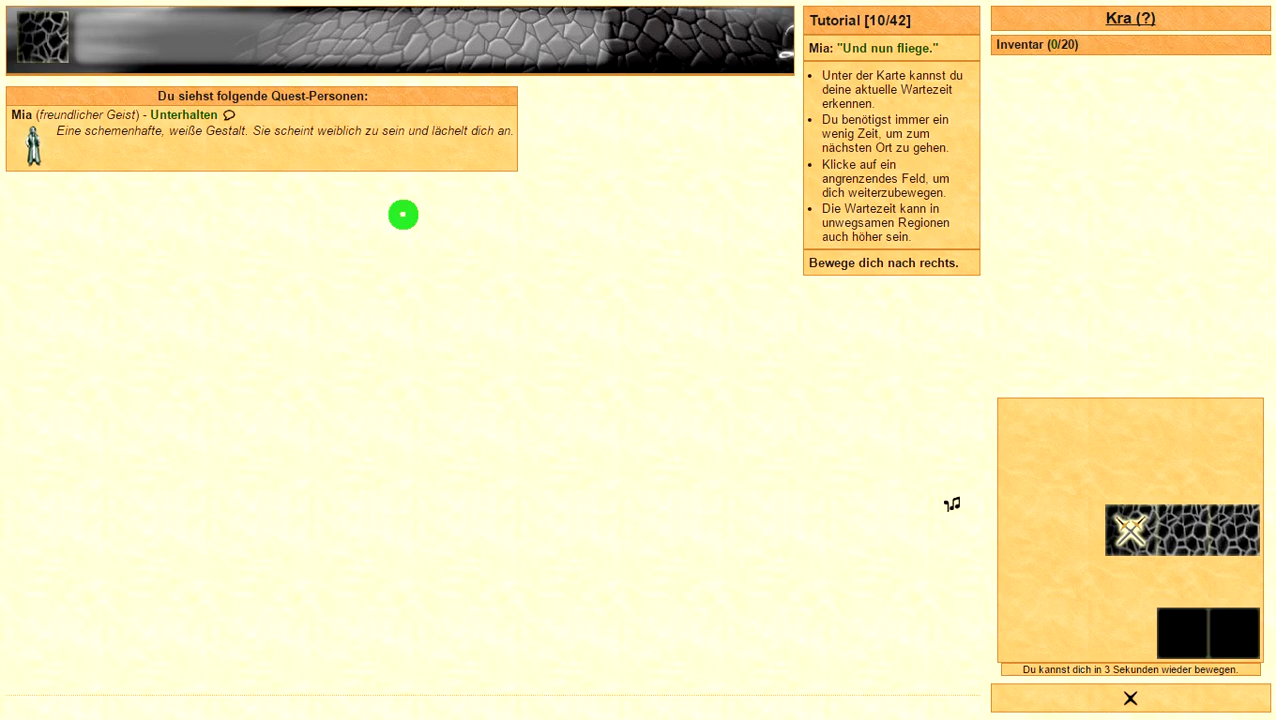 Du siehst folgende Quest-Personen:
Mia (freundlicher Geist) - Unterhalten
Eine schemenhafte, weiße Gestalt. Sie scheint weiblich zu sein und lächelt dich an.
Tutorial [10/42]
Mia: "Und nun fliege."
Unter der Karte kannst du
deine aktuelle Wartezeit
erkennen.
Du benötigst immer ein
wenig Zeit, um zum
nächsten Ort zu gehen.
Klicke auf ein
angrenzendes Feld, um
dich weiterzubewegen.
Die Wartezeit kann in
unwegsamen Regionen
auch höher sein.
Bewege dich nach rechts.
Kra (?)
Inventar (0/20)
Du kannst dich in 3 Sekunden wieder bewegen.